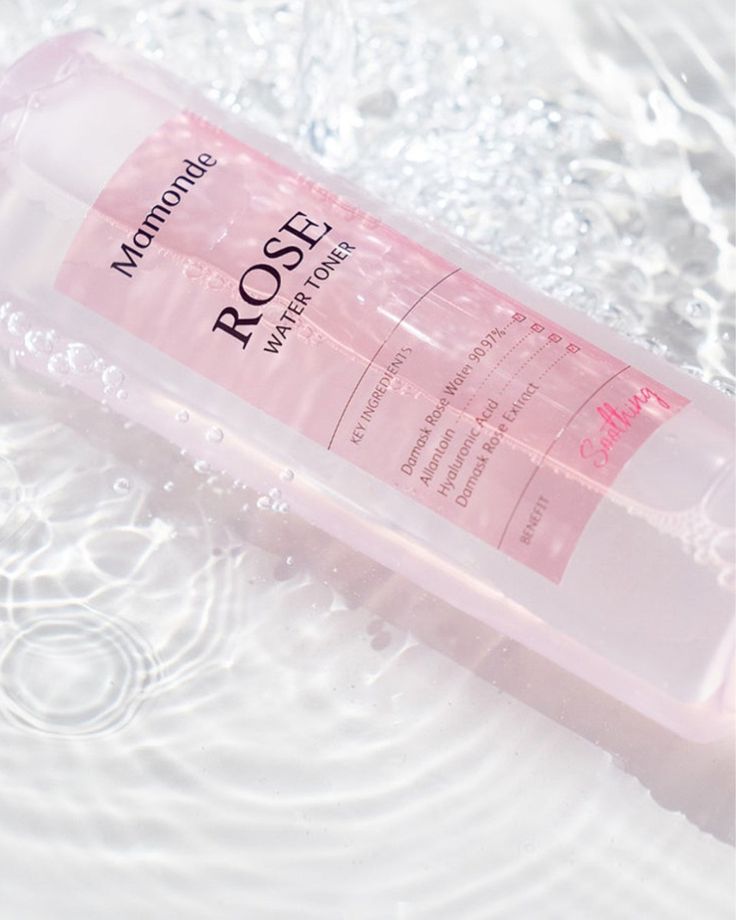 Mamonde
ROSE
WATER TONER
KEY INGREDIENTS
Damask Rose Water 90.97%
Allantoin
Hyaluronic Acid
Damask Rose Extract
BENEFIT
Soothing